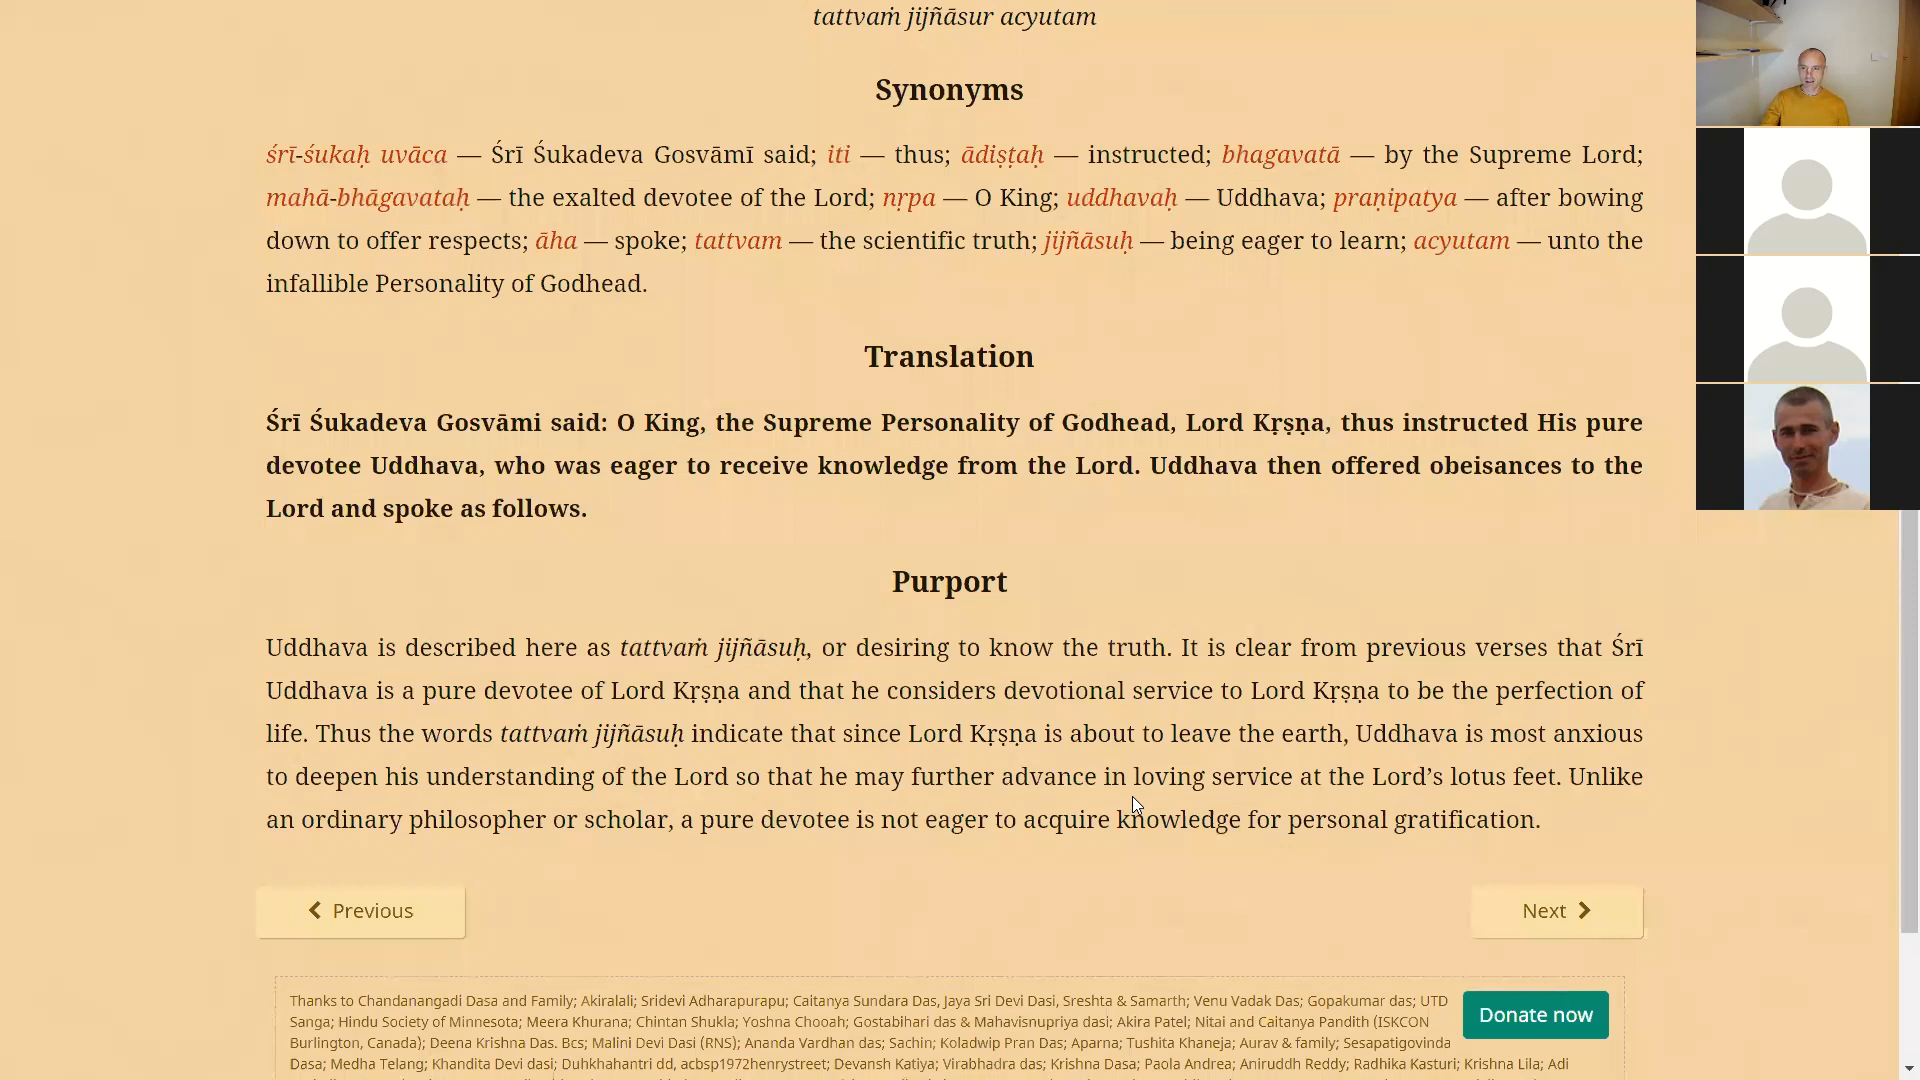 tattvaṁ jijñāsur acyutam
Synonyms
śrī-śukaḥ uvāca — Śrī Śukadeva Gosvāmī said; iti — thus; ādiṣṭaḥ — instructed; bhagavatā — by the Supreme Lord;
mahā-bhāgavataḥ — the exalted devotee of the Lord; nṛpa — O King; uddhavaḥ — Uddhava; praṇipatya — after bowing
down to offer respects; āha — spoke; tattvam — the scientific truth; jijñāsuḥ — being eager to learn; acyutam — unto the
infallible Personality of Godhead.
Translation
Śrī Śukadeva Gosvāmi said: O King, the Supreme Personality of Godhead, Lord Kṛṣṇa, thus instructed His pure
devotee Uddhava, who was eager to receive knowledge from the Lord. Uddhava then offered obeisances to the
Lord and spoke as follows.
Purport
Uddhava is described here as tattvaṁ jijñāsuḥ, or desiring to know the truth. It is clear from previous verses that Śrī
Uddhava is a pure devotee of Lord Kṛṣṇa and that he considers devotional service to Lord Kṛṣṇa to be the perfection of
life. Thus the words tattvaṁ jijñāsuḥ indicate that since Lord Kṛṣṇa is about to leave the earth, Uddhava is most anxious
to deepen his understanding of the Lord so that he may further advance in loving service at the Lord’s lotus feet. Unlike
an ordinary philosopher or scholar, a pure devotee is not eager to acquire knowledge for personal gratification.
Previous
Next
Thanks to Chandanangadi Dasa and Family; Akiralali; Sridevi Adharapurapu; Caitanya Sundara Das, Jaya Sri Devi Dasi, Sreshta & Samarth; Venu Vadak Das; Gopakumar das; UTD
Sanga; Hindu Society of Minnesota; Meera Khurana; Chintan Shukla; Yoshna Chooah; Gostabihari das & Mahavisnupriya dasi; Akira Patel; Nitai and Caitanya Pandith (ISKCON
Burlington, Canada); Deena Krishna Das. Bcs; Malini Devi Dasi (RNS); Ananda Vardhan das; Sachin; Koladwip Pran Das; Aparna; Tushita Khaneja; Aurav & family; Sesapatigovinda
Dasa; Medha Telang; Khandita Devi dasi; Duhkhahantri dd, acbsp1972henrystreet; Devansh Katiya; Virabhadra das; Krishna Dasa; Paola Andrea; Aniruddh Reddy; Radhika Kasturi; Krishna Lila; Adi
Donate now